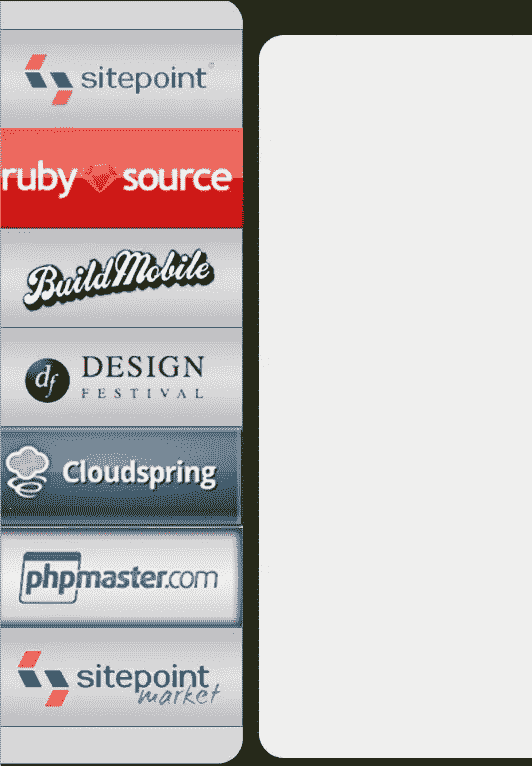 sitepoint
ruby source
BuildMobile
df DESIGN
FESTIVAL
Cloudspring
phpmaster.com
sitepoint
market